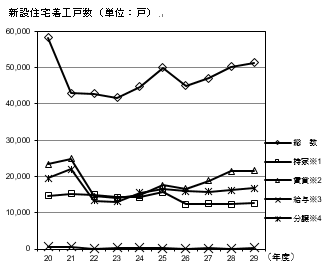 新設住宅着工戸数（単位：戸）
60,000
50,000
40,000
30,000
20,000
10,000
0
20 21 22 23 24 25 26 27 28 29 （年度）
総　数
持家※1
賃貸※2
給与※3
分譲※4